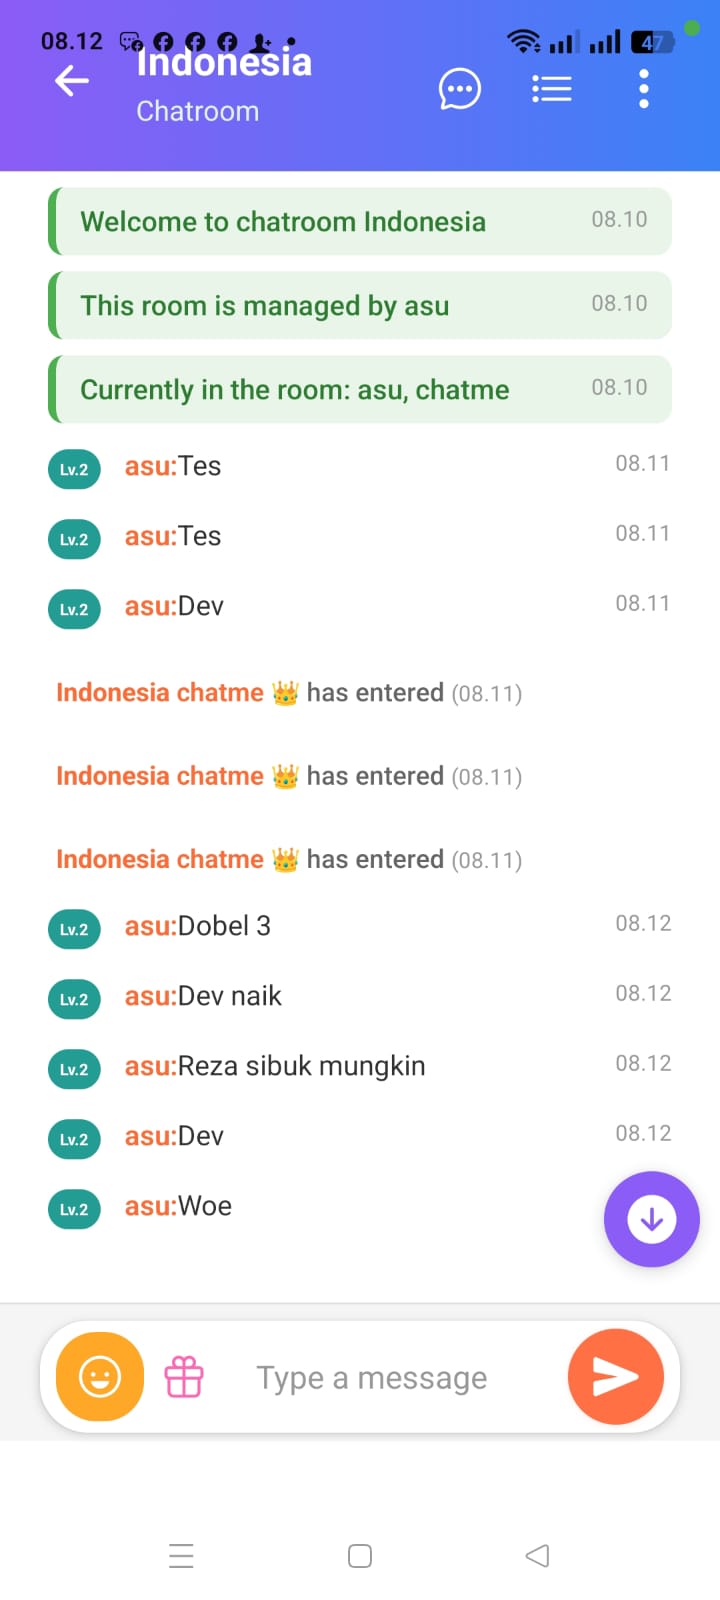 08.12
47
Indonesia
Chatroom
Welcome to chatroom Indonesia 08.10
This room is managed by asu 08.10
Currently in the room: asu, chatme 08.10
Lv.2 asu:Tes 08.11
Lv.2 asu:Tes 08.11
Lv.2 asu:Dev 08.11
Indonesia chatme 👑 has entered (08.11)
Indonesia chatme 👑 has entered (08.11)
Indonesia chatme 👑 has entered (08.11)
Lv.2 asu:Dobel 3 08.12
Lv.2 asu:Dev naik 08.12
Lv.2 asu:Reza sibuk mungkin 08.12
Lv.2 asu:Dev 08.12
Lv.2 asu:Woe
Type a message